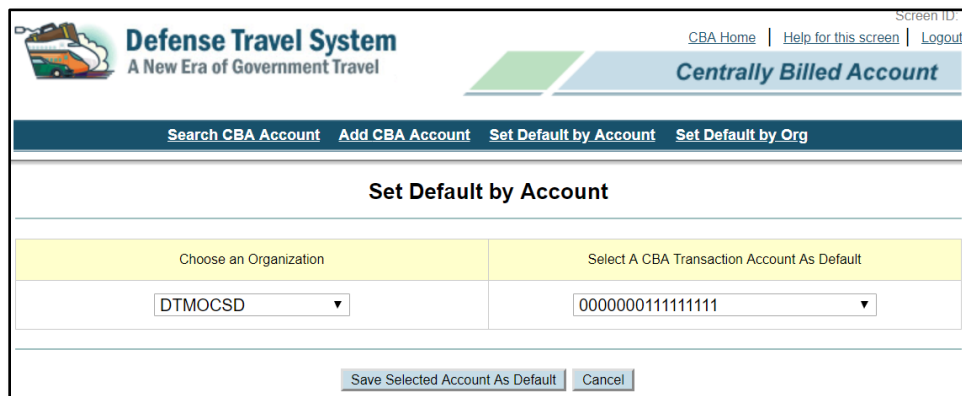 Screen ID:
Defense Travel System
A New Era of Government Travel
CBA Home | Help for this screen | Logout
Centrally Billed Account
Search CBA Account Add CBA Account Set Default by Account Set Default by Org
Set Default by Account
Choose an Organization Select A CBA Transaction Account As Default
DTMOCSD 0000000111111111
Save Selected Account As Default Cancel